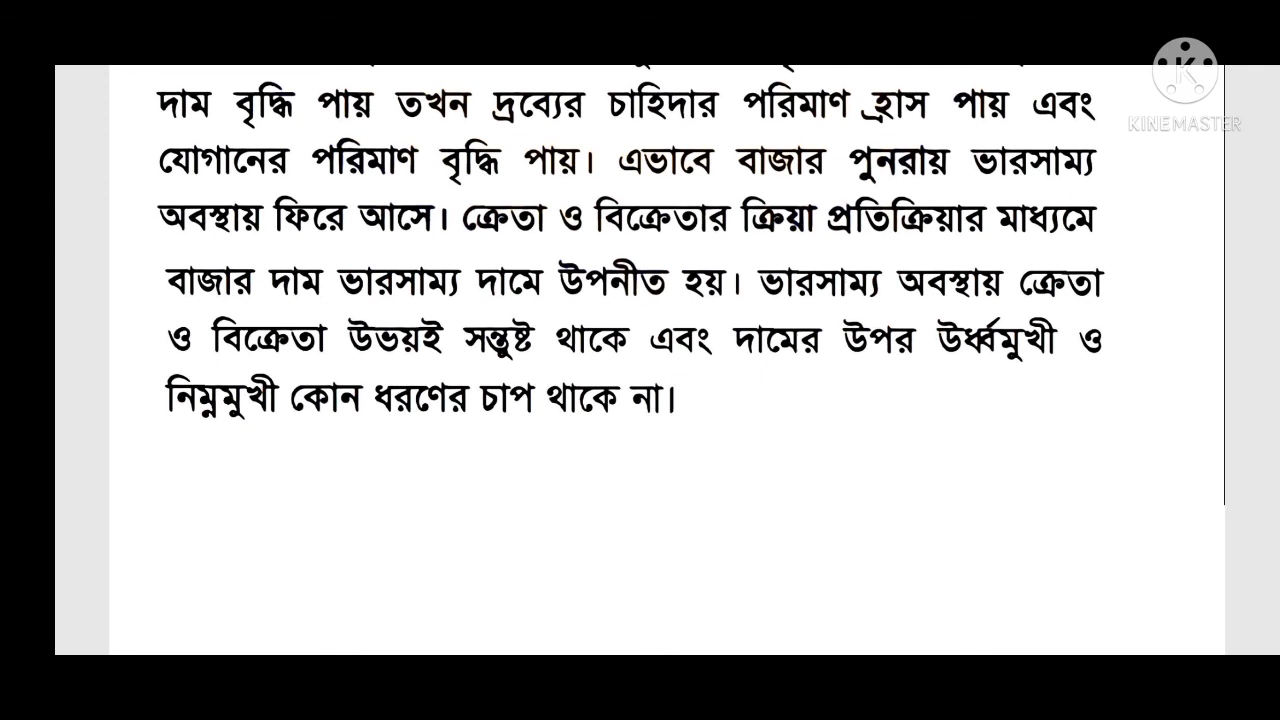 দাম বৃদ্ধি পায় তখন দ্রব্যের চাহিদার পরিমাণ হ্রাস পায় এবং
যোগানের পরিমাণ বৃদ্ধি পায়। এভাবে বাজার পুনরায় ভারসাম্য
অবস্থায় ফিরে আসে। ক্রেতা ও বিক্রেতার ক্রিয়া প্রতিক্রিয়ার মাধ্যমে
বাজার দাম ভারসাম্য দামে উপনীত হয়। ভারসাম্য অবস্থায় ক্রেতা
ও বিক্রেতা উভয়ই সন্তুষ্ট থাকে এবং দামের উপর উর্ধ্বমুখী ও
নিম্নমুখী কোন ধরণের চাপ থাকে না।
K
KINEMASTER